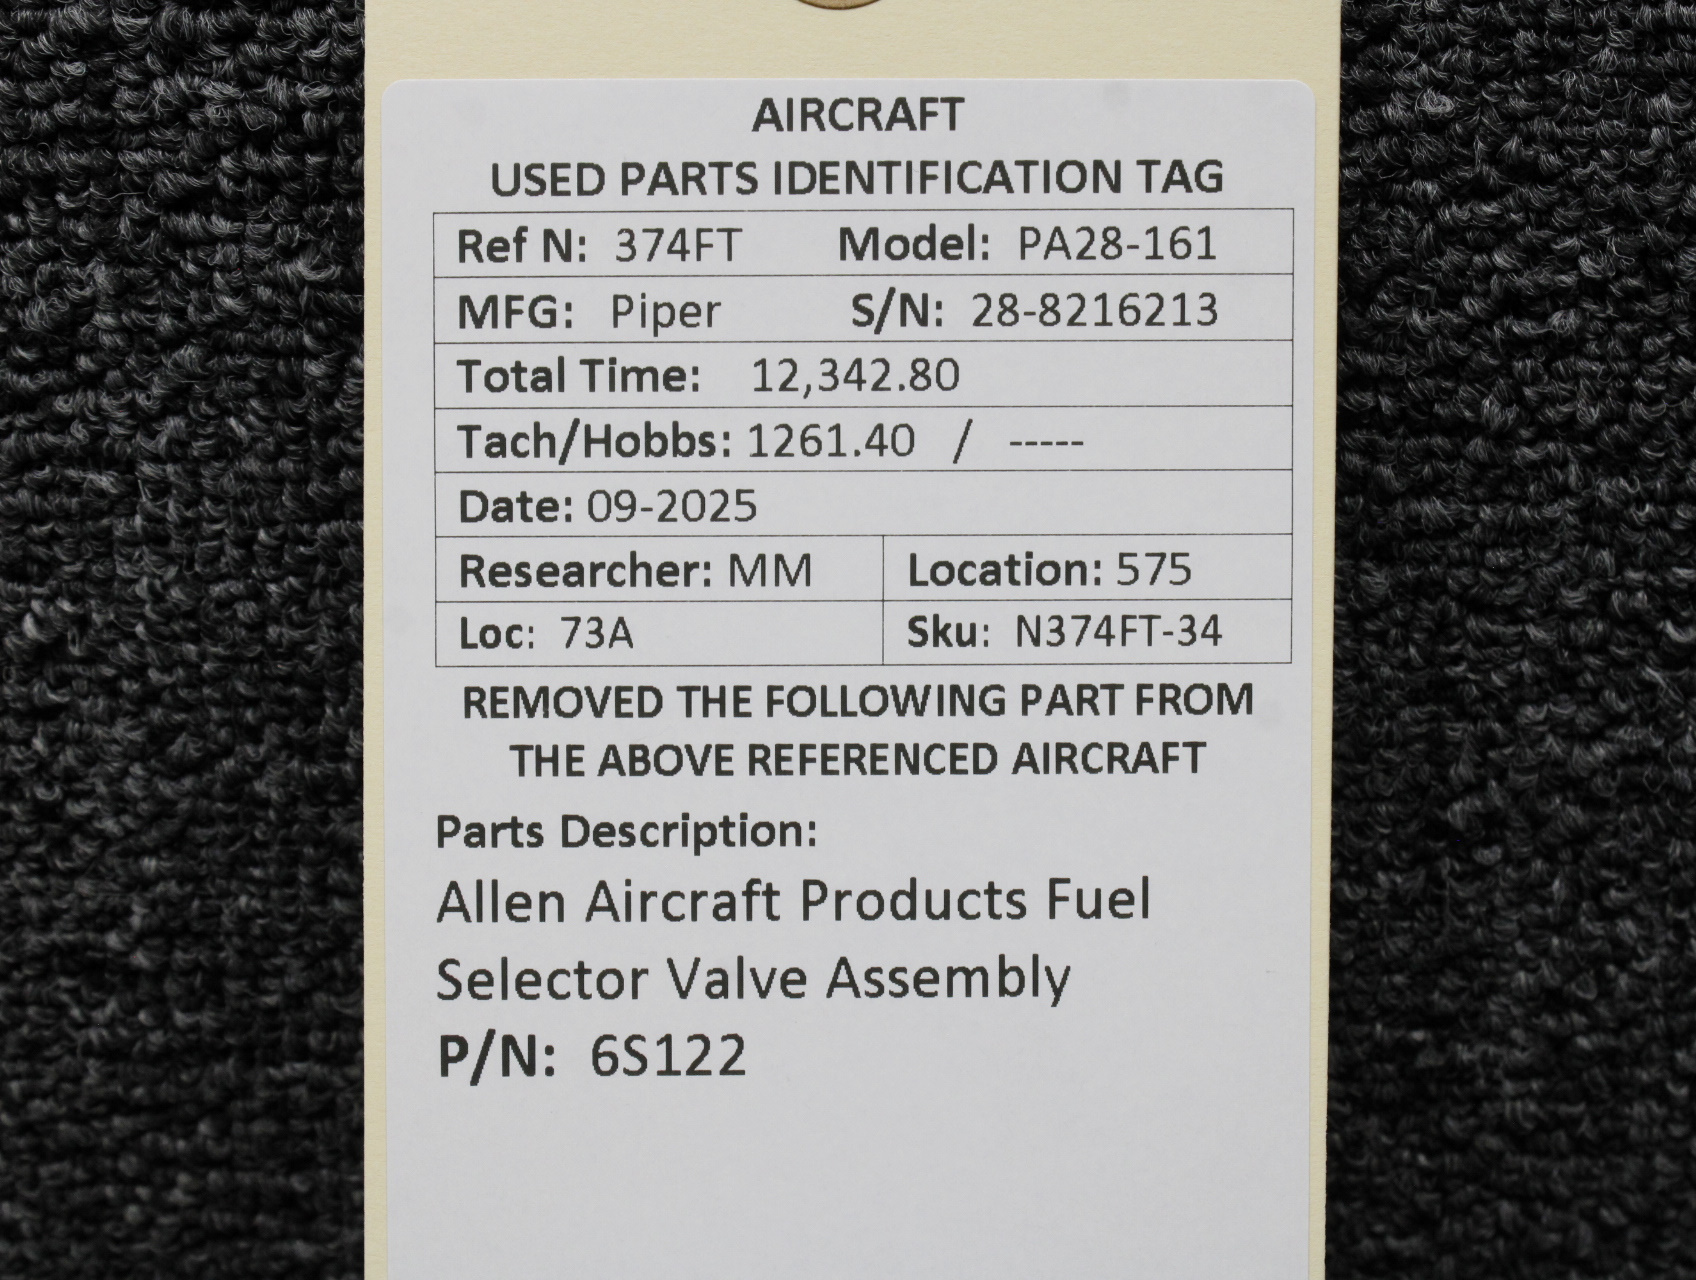 AIRCRAFT
USED PARTS IDENTIFICATION TAG
Ref N: 374FT Model: PA28-161
MFG: Piper S/N: 28-8216213
Total Time: 12,342.80
Tach/Hobbs: 1261.40 / -----
Date: 09-2025
Researcher: MM Location: 575
Loc: 73A Sku: N374FT-34
REMOVED THE FOLLOWING PART FROM
THE ABOVE REFERENCED AIRCRAFT
Parts Description:
Allen Aircraft Products Fuel
Selector Valve Assembly
P/N: 6S122